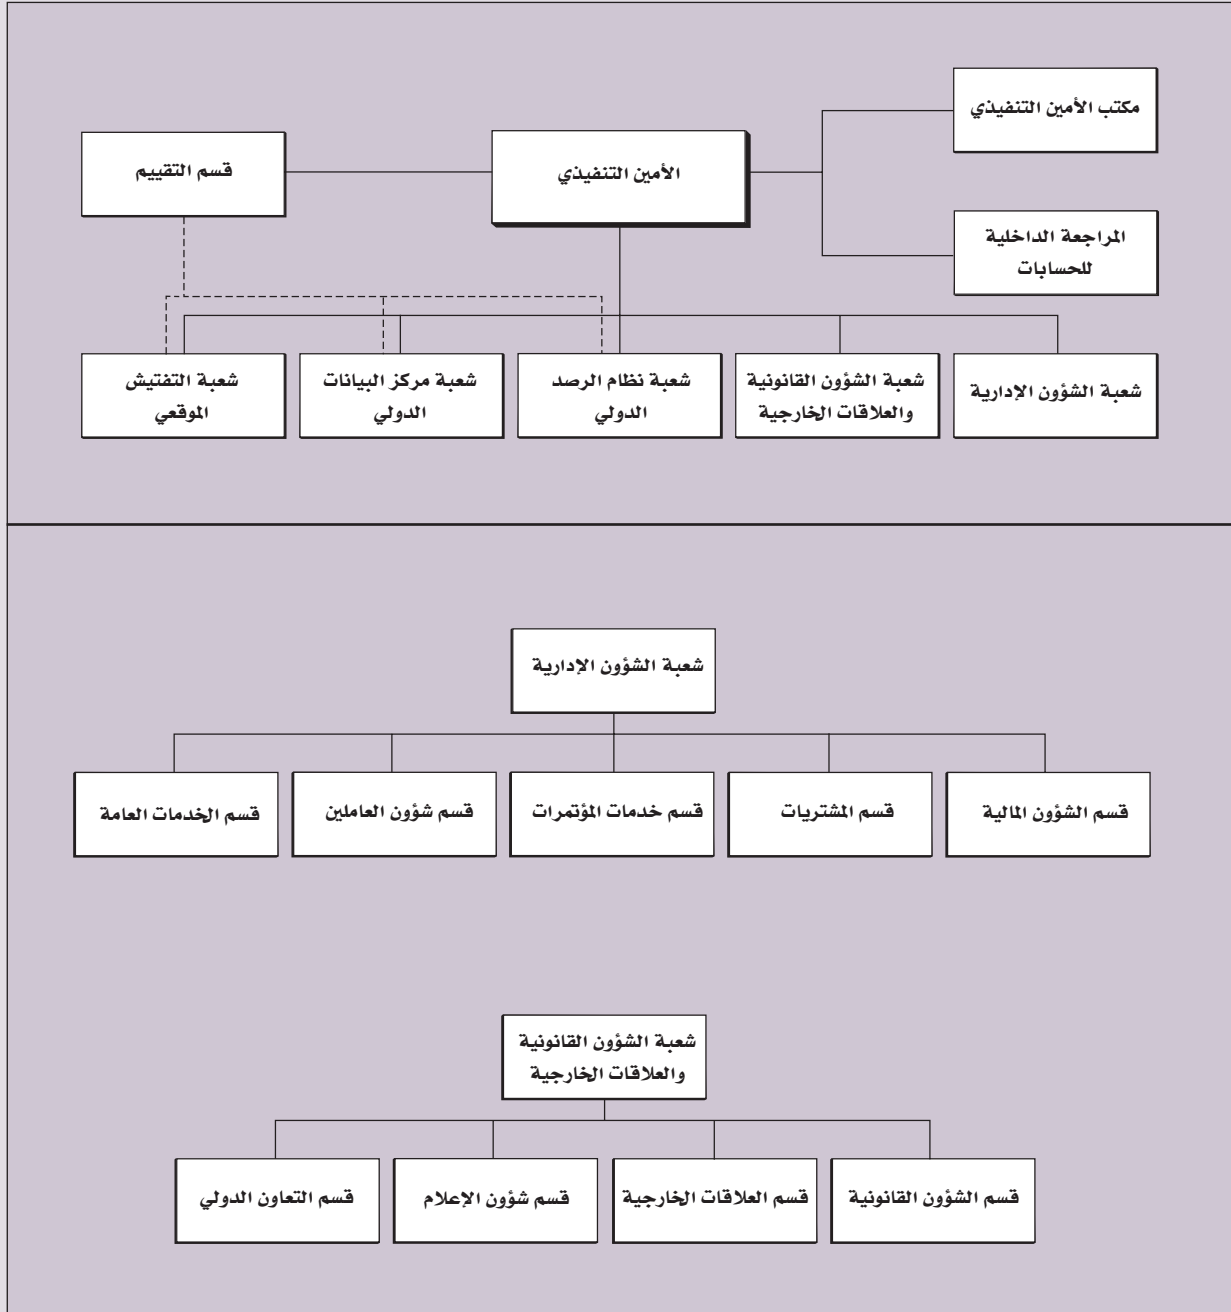 مكتب الأمين التنفيذي
الأمين التنفيذي
قسم التقييم
المراجعة الداخلية
للحسابات
شعبة الشؤون الإدارية
شعبة الشؤون القانونية
والعلاقات الخارجية
شعبة نظام الرصد
الدولي
شعبة مركز البيانات
الدولي
شعبة التفتيش
الموقعي
شعبة الشؤون الإدارية
قسم الشؤون المالية
قسم المشتريات
قسم خدمات المؤتمرات
قسم شؤون العاملين
قسم الخدمات العامة
شعبة الشؤون القانونية
والعلاقات الخارجية
قسم الشؤون القانونية
قسم العلاقات الخارجية
قسم شؤون الإعلام
قسم التعاون الدولي